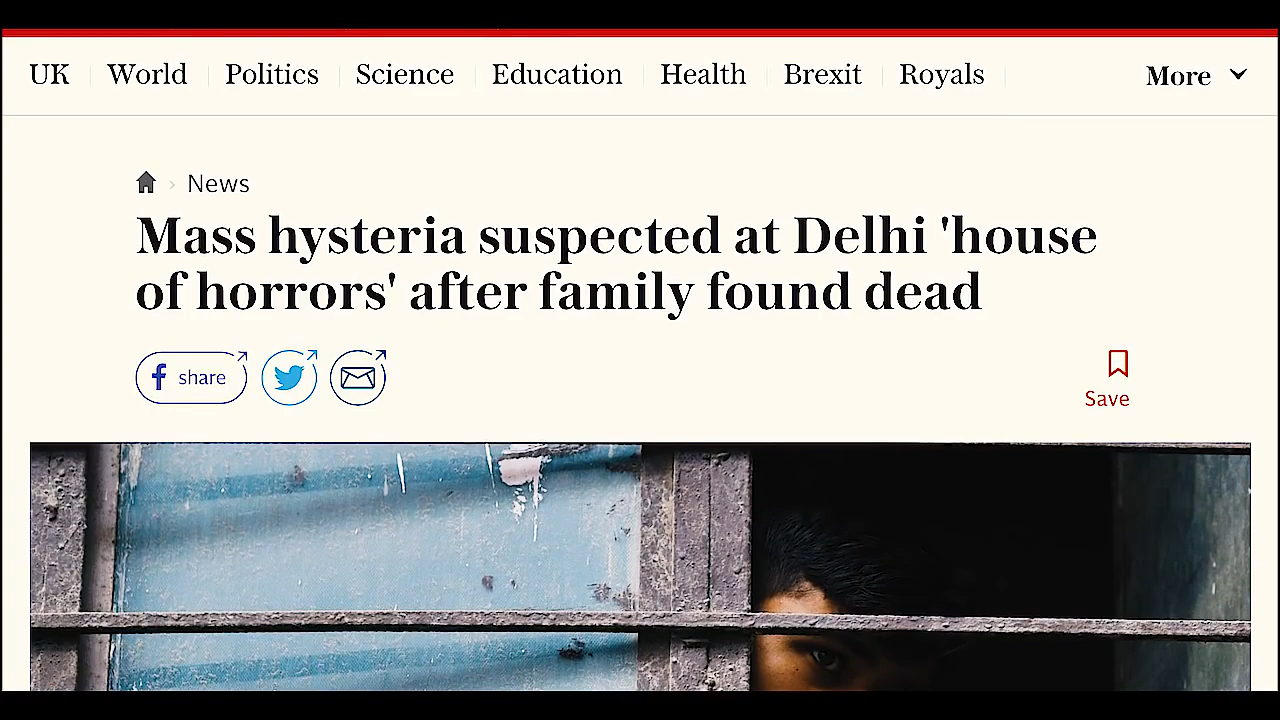 UK World Politics Science Education Health Brexit Royals More
News
Mass hysteria suspected at Delhi 'house
of horrors' after family found dead
share
Save